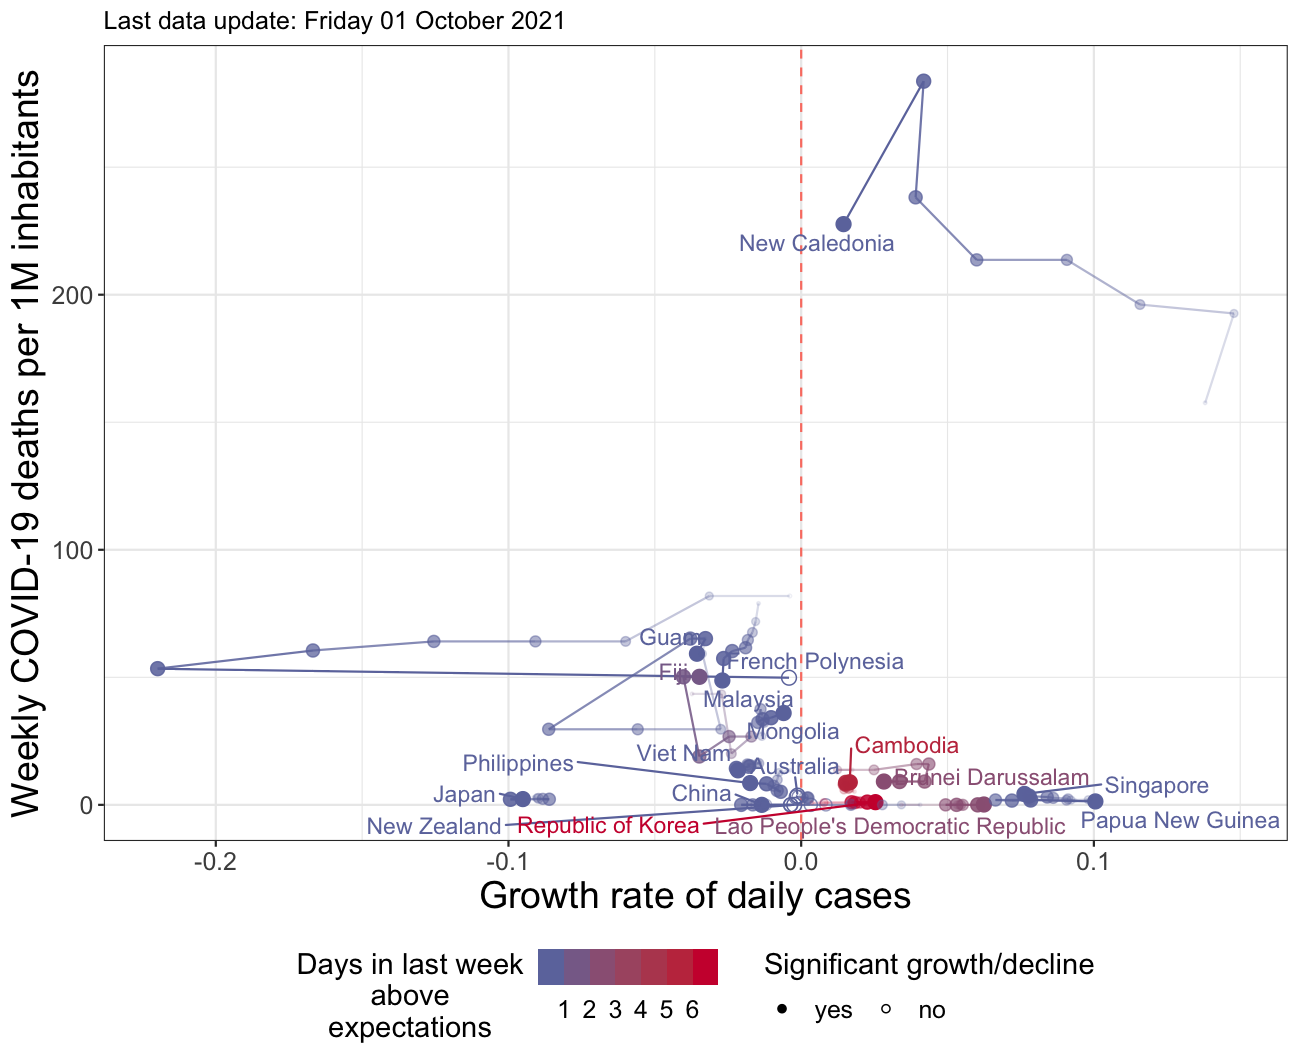 Last data update: Friday 01 October 2021
Weekly COVID-19 deaths per 1M inhabitants
200
100
0
New Caledonia
Guam
French Polynesia
Fiji
Malaysia
Mongolia
Cambodia
Viet Nam
Philippines
Australia
Brunei Darussalam
Singapore
Japan
China
Papua New Guinea
New Zealand
Republic of Korea
Lao People's Democratic Republic
-0.2
-0.1
0.0
0.1
Growth rate of daily cases
Days in last week
above
expectations
1 2 3 4 5 6
Significant growth/decline
yes
no